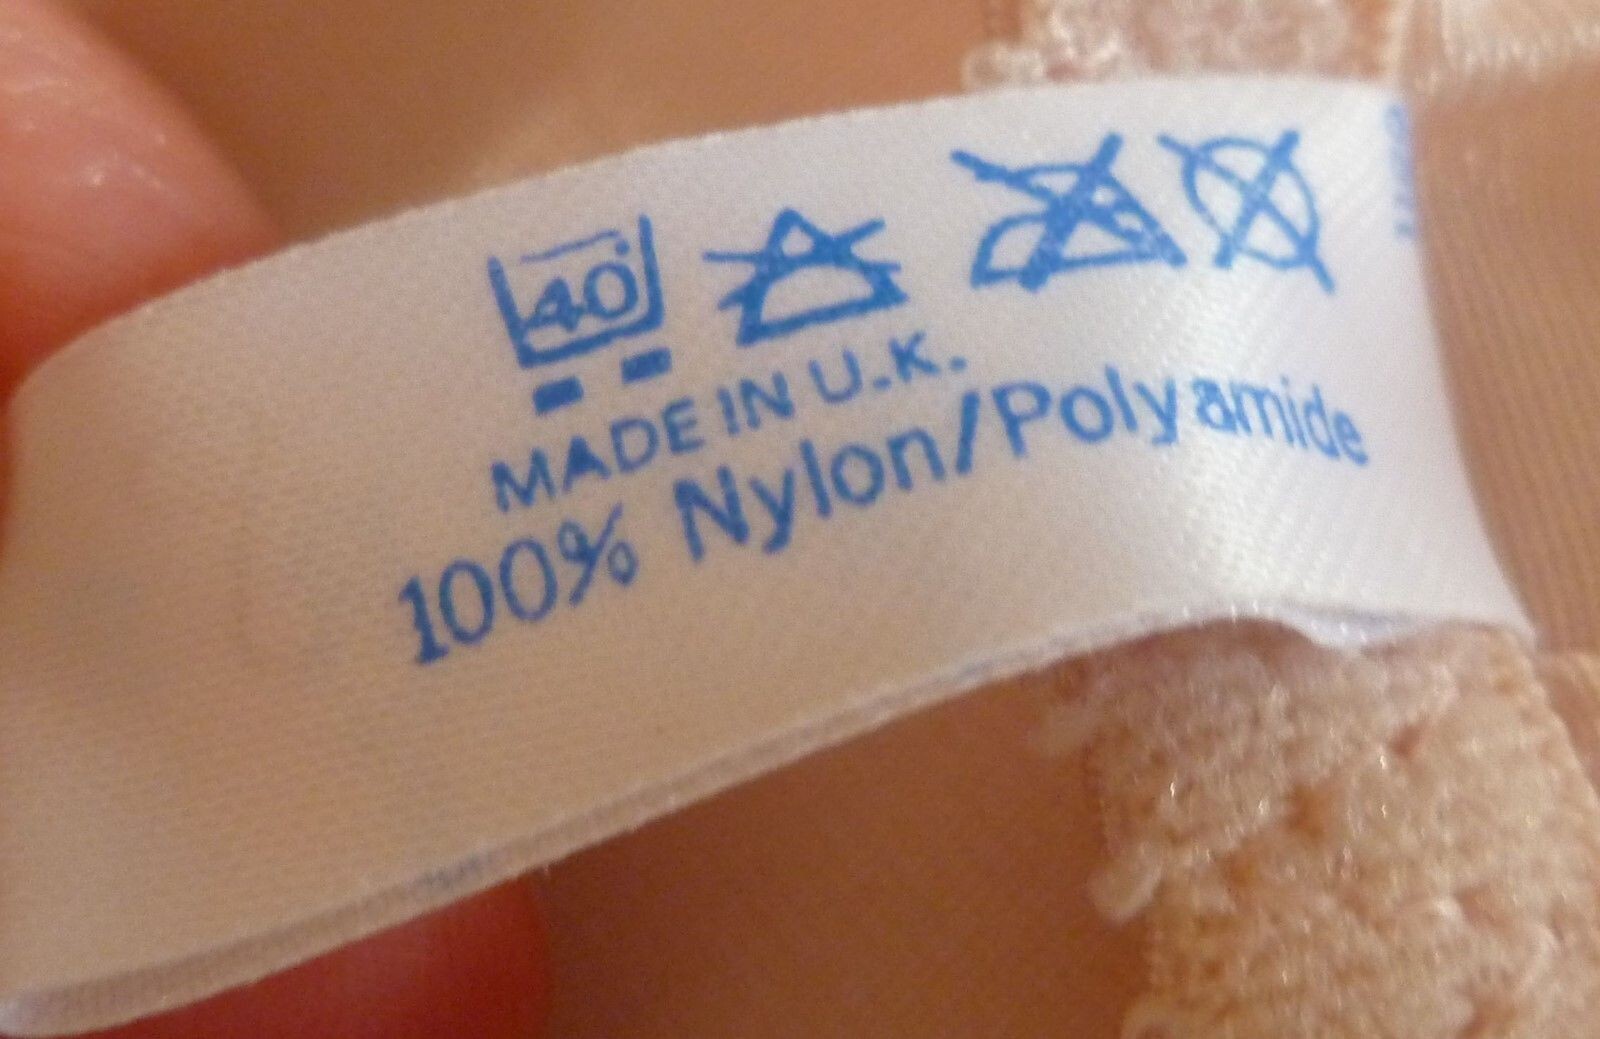 40°
MADE IN U.K.
100% Nylon/Polyamide